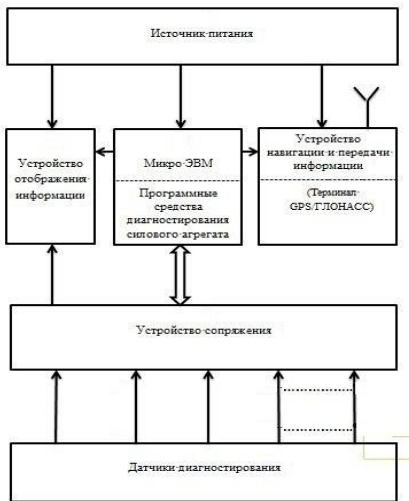 Источник питания
Устройство
отображения
информации
Микро ЭВМ
Программные
средства
диагностирования
силового агрегата
Устройство
навигации и передачи
информации
(Терминал
GPS/ГЛОНАСС)
Устройство сопряжения
Датчики диагностирования